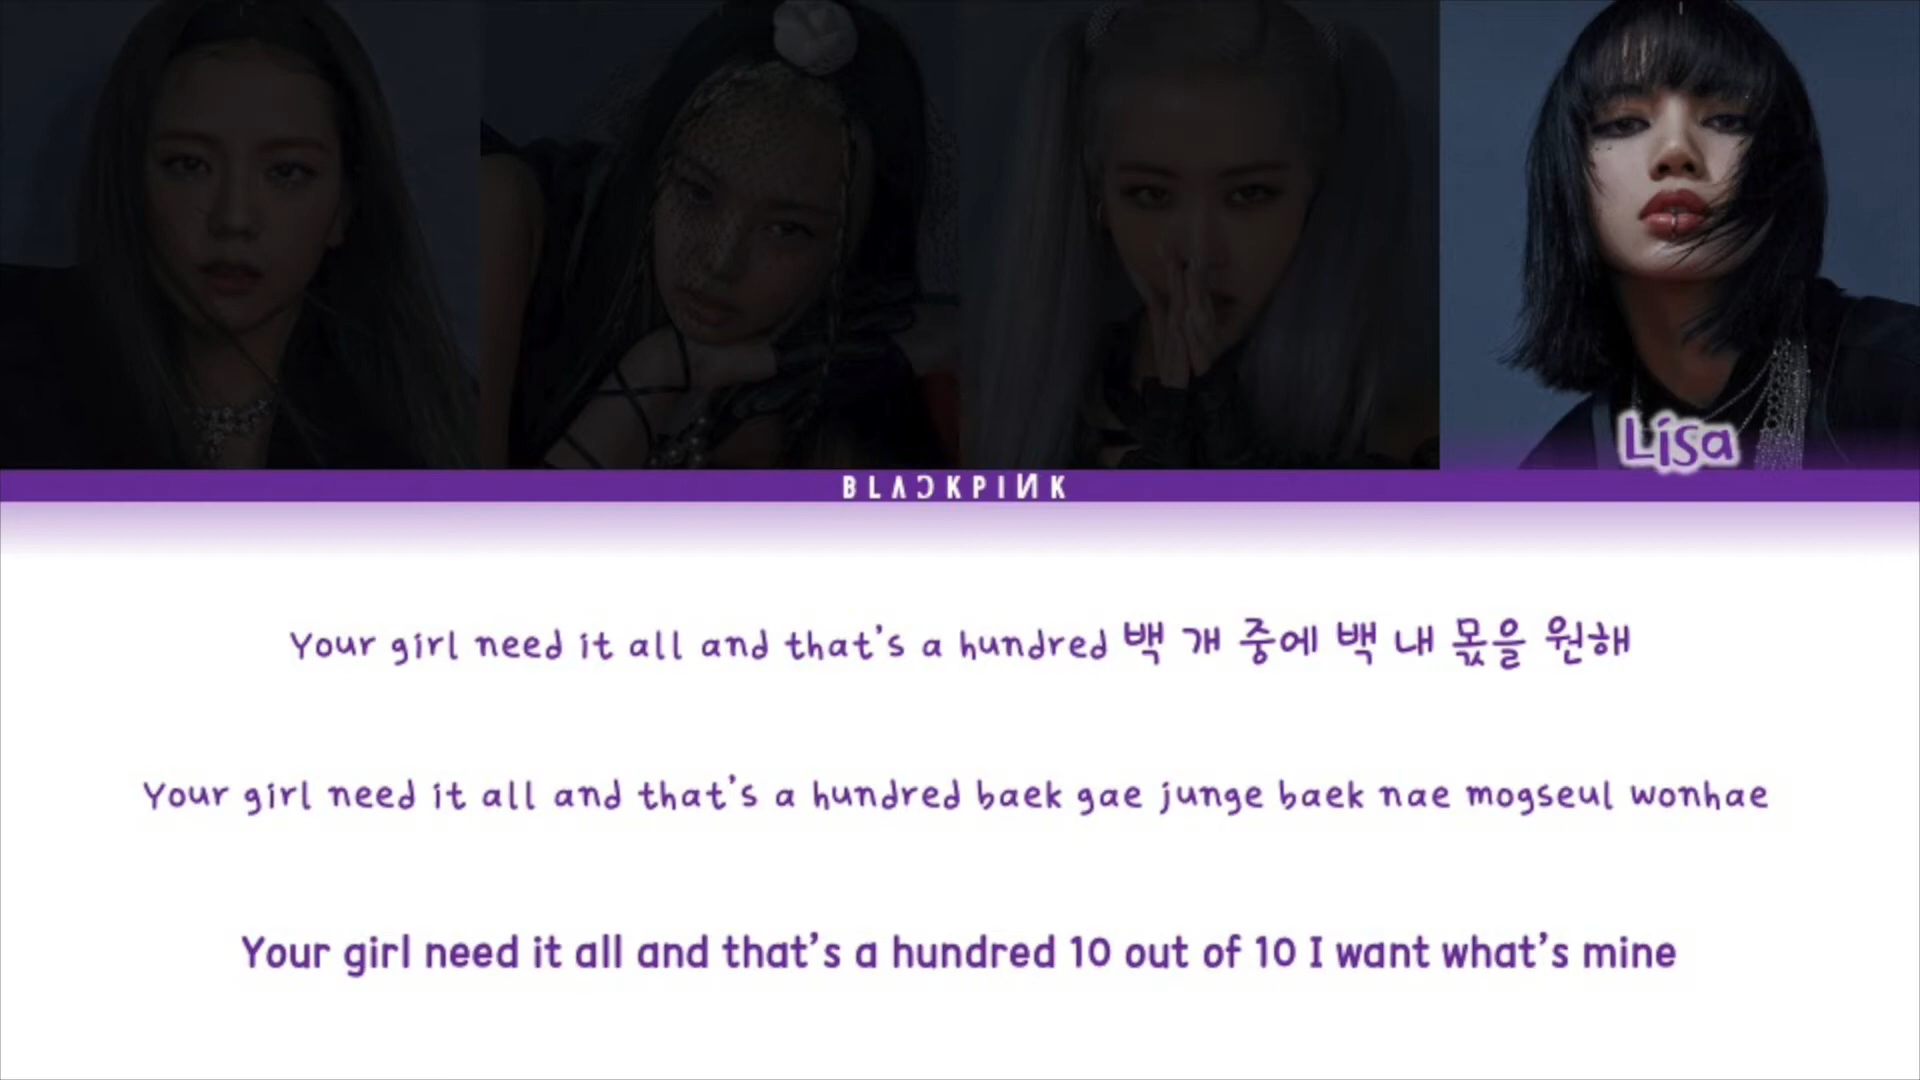 Lisa
BLACKPINK
Your girl need it all and that's a hundred 백 개 중에 백 내 몫을 원해
Your girl need it all and that's a hundred baek gae junge baek nae mogseul wonhae
Your girl need it all and that's a hundred 10 out of 10 I want what's mine